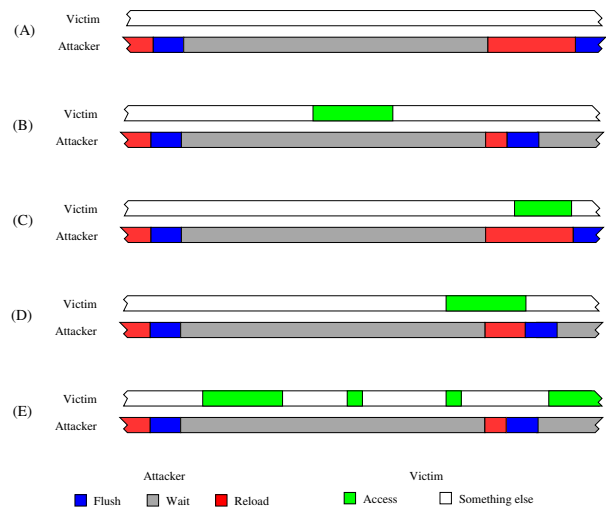 Victim
(A)
Attacker
Victim
(B)
Attacker
Victim
(C)
Attacker
Victim
(D)
Attacker
Victim
(E)
Attacker
Attacker Victim
Flush Wait Reload Access Something else